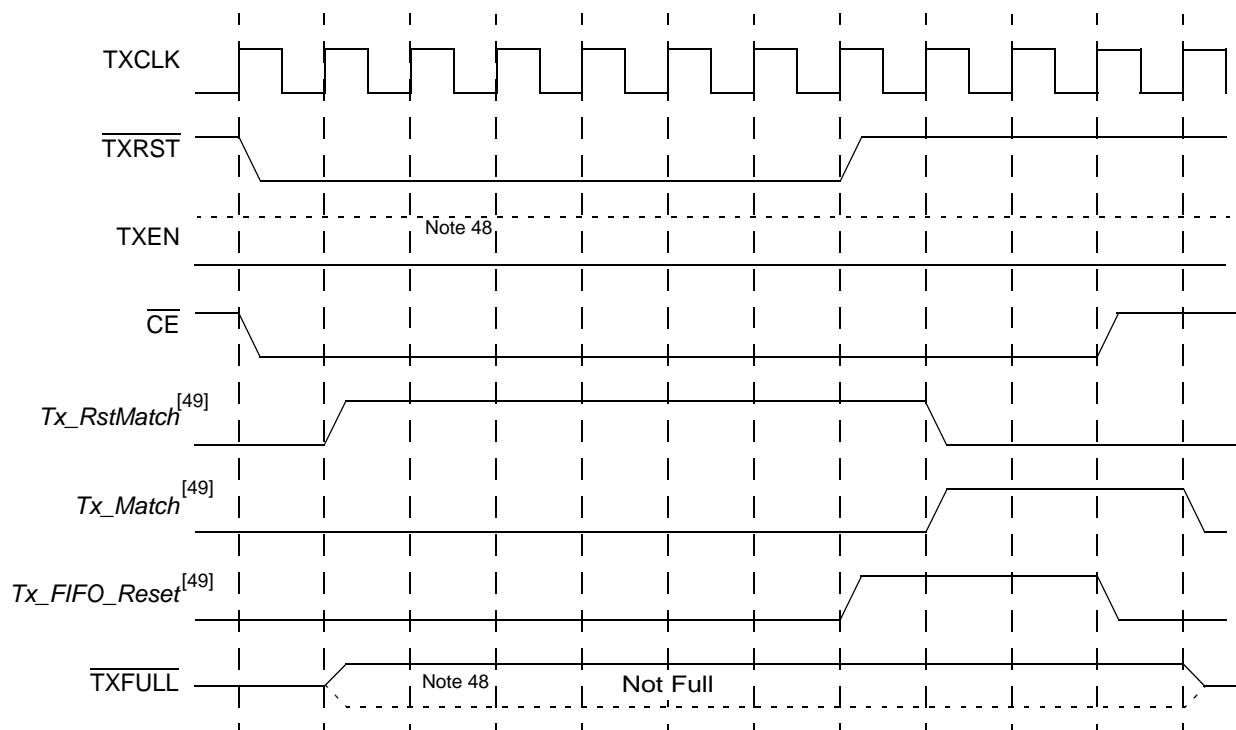 TXCLK
TXRST
Note 48
TXEN
CE
Tx_RstMatch[49]
Tx_Match[49]
Tx_FIFO_Reset[49]
TXFULL Note 48 Not Full